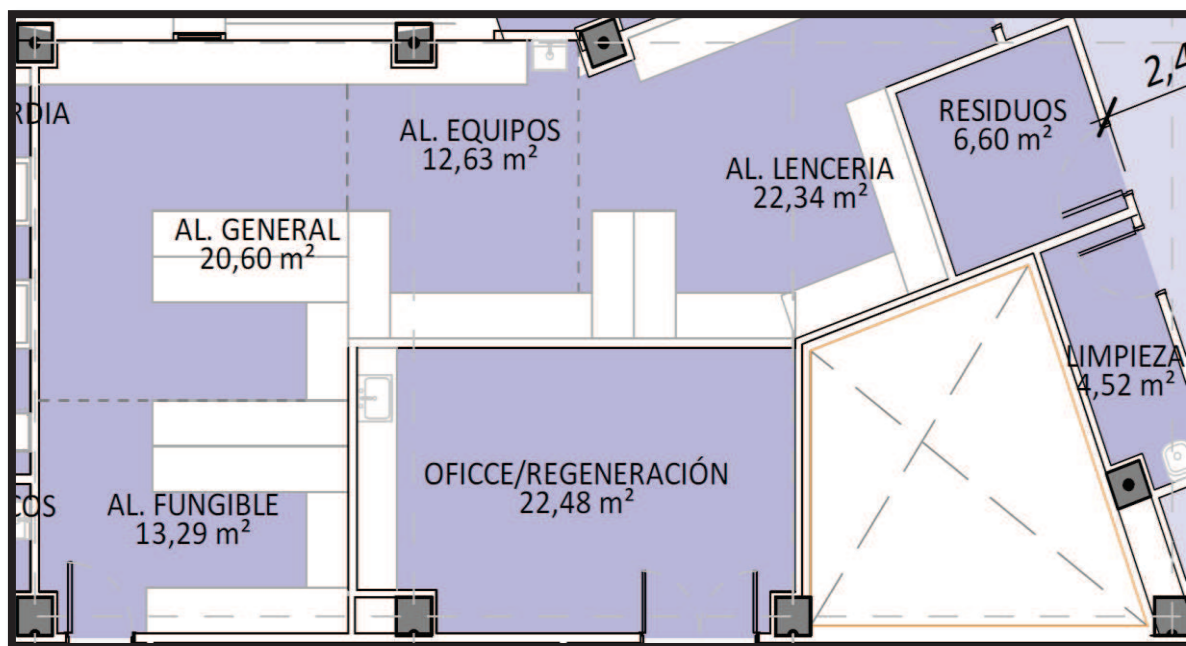 RDIA
AL. EQUIPOS
12,63 m²
RESIDUOS
6,60 m²
2,4
AL. LENCERIA
22,34 m²
AL. GENERAL
20,60 m²
LIMPIEZA
4,52 m²
OFICCE/REGENERACIÓN
22,48 m²
COS
AL. FUNGIBLE
13,29 m²